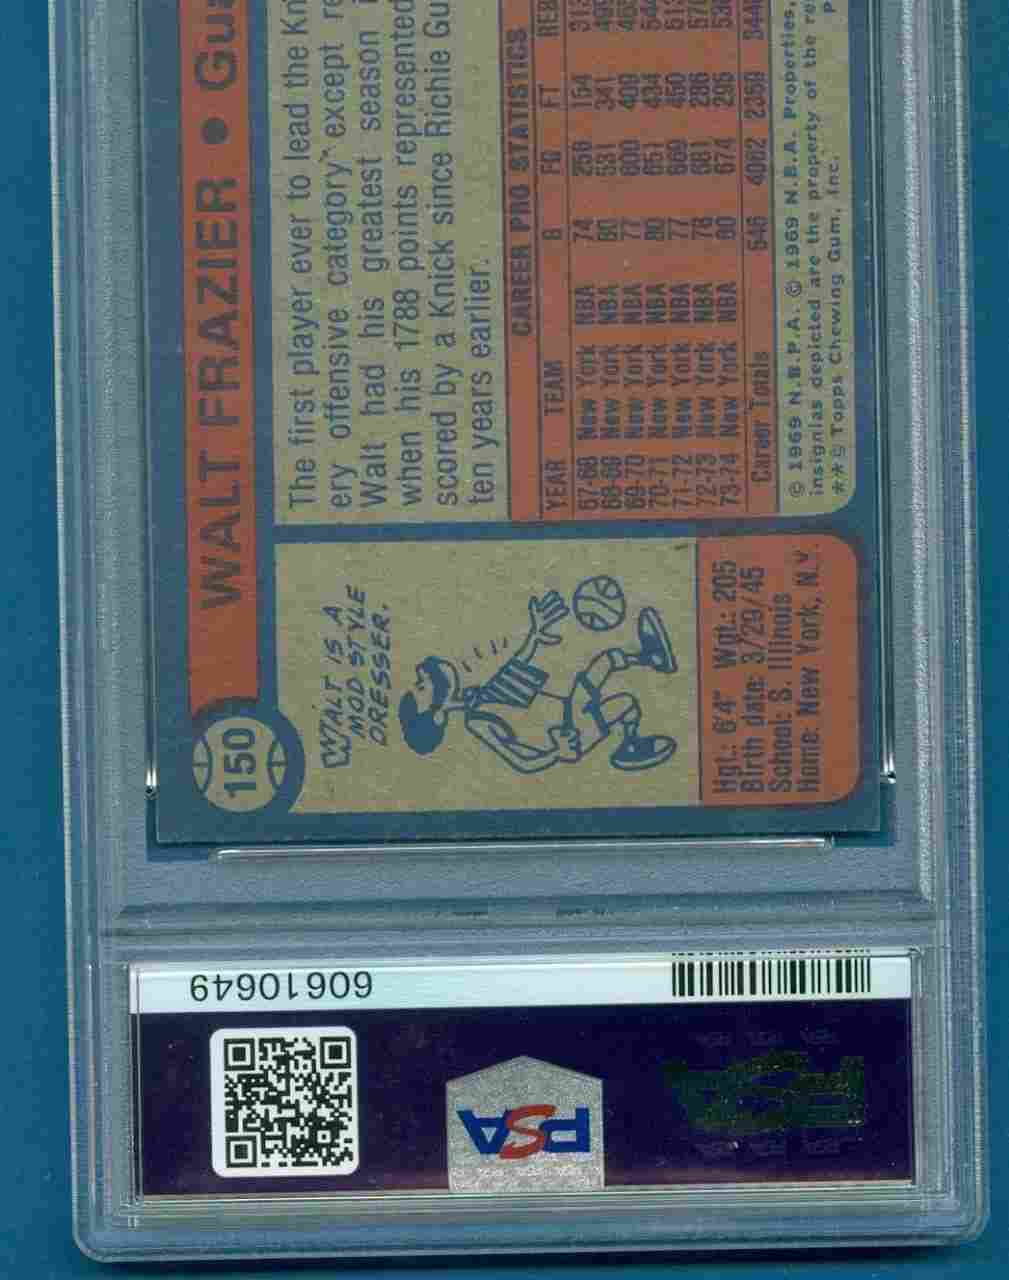 WALT FRAZIER • Gua
150
The first player ever to lead the Kn
ery offensive category except re
Walt had his greatest season i
when his 1788 points represented
scored by a Knick since Richie Gu
ten years earlier.
WALT IS A
MOD STYLE
DRESSER.
CAREER PRO STATISTICS
YEAR TEAM G FG FT REB
67-68 New York NBA 74 256 154 313
68-69 New York NBA 80 531 341
69-70 New York NBA 77 600 409
70-71 New York NBA 80 651 434
71-72 New York NBA 77 669 450
72-73 New York NBA 78 681 286
73-74 New York NBA 80 674 295
Career Totals 546 4062 2369
© 1969 N.B.P.A. © 1969 N.B.A. Properties,
insignias depicted are the property of the re
**© Topps Chewing Gum, Inc.
Hgt.: 6'4" Wgt.: 205
Birth date: 3/29/45
School: S. Illinois
Home: New York, N.Y.
60610649
PSA